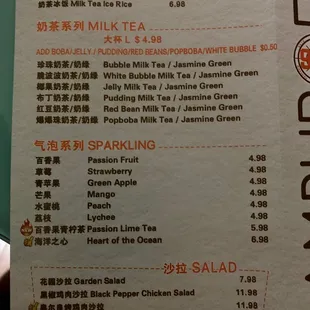 奶茶冰饭 Milk Tea Ice Rice 6.98
奶茶系列 MILK TEA
大杯 L $4.98
ADD BOBA/JELLY / PUDDING/RED BEANS/POPBOBA/WHITE BUBBLE $0.50
珍珠奶茶/奶绿 Bubble Milk Tea / Jasmine Green
脆波波奶茶/奶绿 White Bubble Milk Tea / Jasmine Green
椰果奶茶/奶绿 Jelly Milk Tea / Jasmine Green
布丁奶茶/奶绿 Pudding Milk Tea / Jasmine Green
红豆奶茶/奶绿 Red Bean Milk Tea / Jasmine Green
爆爆珠奶茶/奶绿 Popboba Milk Tea / Jasmine Green
气泡系列 SPARKLING
百香果 Passion Fruit 4.98
草莓 Strawberry 4.98
青苹果 Green Apple 4.98
芒果 Mango 4.98
水蜜桃 Peach 4.98
荔枝 Lychee 4.98
百香果青柠茶 Passion Lime Tea 5.98
海洋之心 Heart of the Ocean 6.98
沙拉 SALAD
花园沙拉 Garden Salad 7.98
黑椒鸡肉沙拉 Black Pepper Chicken Salad 11.98
11.98